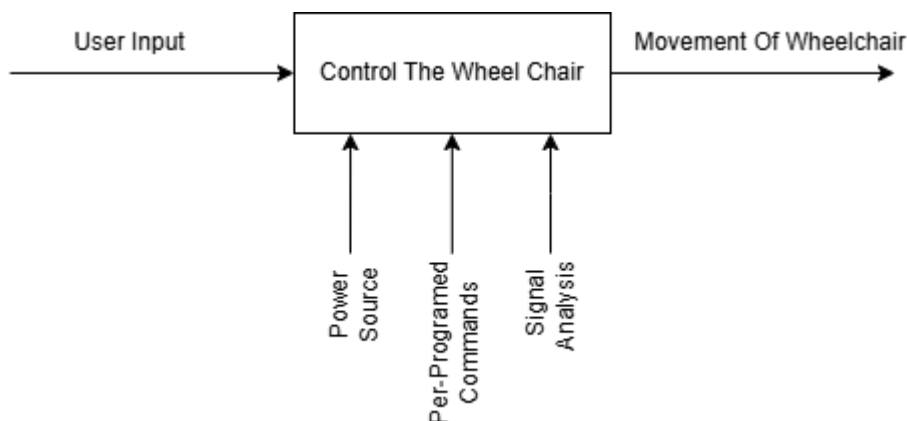 User Input
Movement Of Wheelchair
Control The Wheel Chair
Power
Source
Per-Programed
Commands
Signal
Analysis